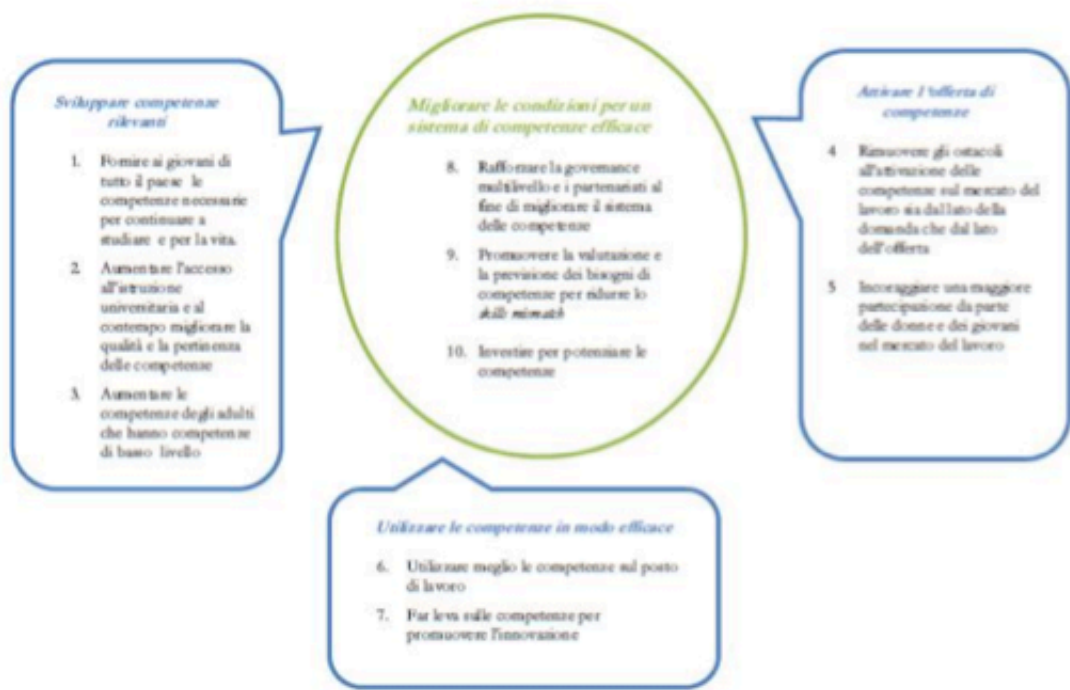 Sviluppare competenze
rilevanti
1. Fornire ai giovani di
tutto il paese le
competenze necessarie
per continuare a
studiare e per la vita.
2. Aumentare l'accesso
all'istruzione
universitaria e al
contempo migliorare la
qualità e la pertinenza
delle competenze
3. Aumentare le
competenze degli adulti
che hanno competenze
di basso livello
Migliorare le condizioni per un
sistema di competenze efficace
8. Rafforzare la governance
multilivello e i partenariati al
fine di migliorare il sistema
delle competenze
9. Promuovere la valutazione e
la previsione dei bisogni di
competenze per ridurre lo
skills mismatch
10. Investire per potenziare le
competenze
Attivare l'offerta di
competenze
4 Rimuovere gli ostacoli
all'attivazione delle
competenze sul mercato del
lavoro sia dal lato della
domanda che dal lato
dell'offerta
5 Incoraggiare una maggiore
partecipazione da parte
delle donne e dei giovani
nel mercato del lavoro
Utilizzare le competenze in modo efficace
6. Utilizzare meglio le competenze sul posto
di lavoro
7. Far leva sulle competenze per
promuovere l'innovazione